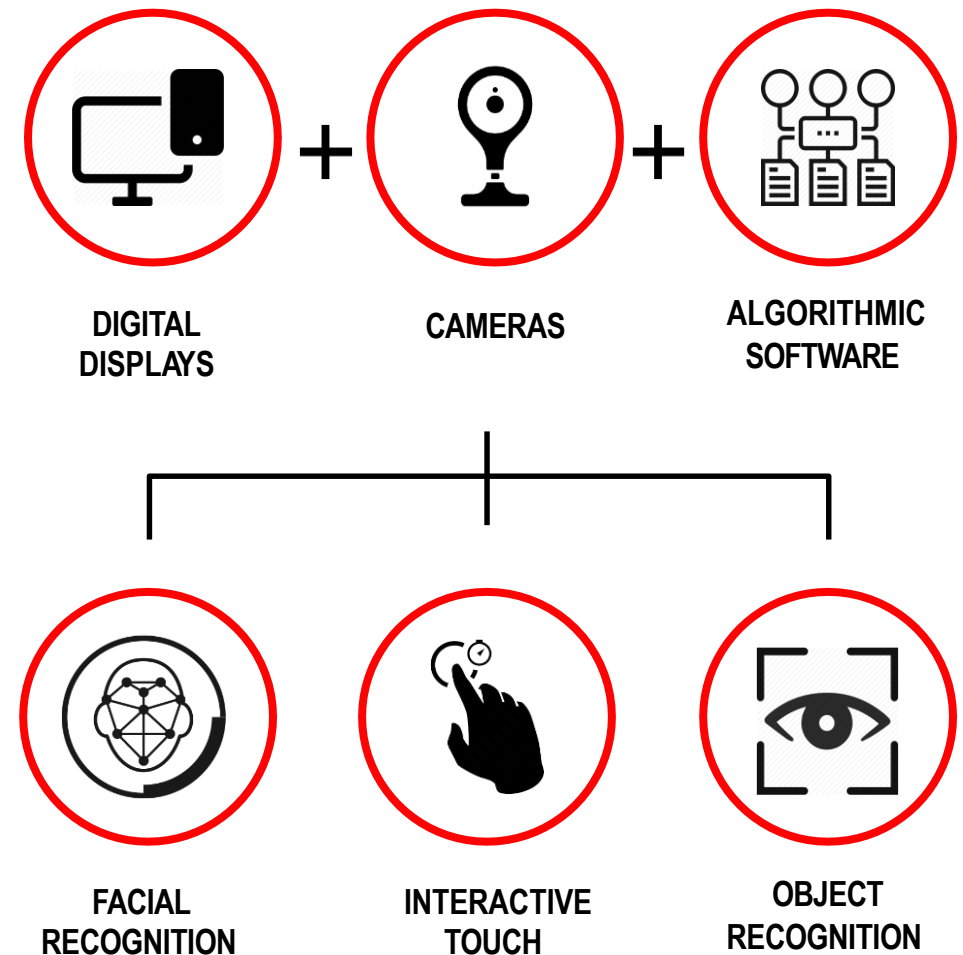 DIGITAL
DISPLAYS
CAMERAS
ALGORITHMIC
SOFTWARE
FACIAL
RECOGNITION
INTERACTIVE
TOUCH
OBJECT
RECOGNITION